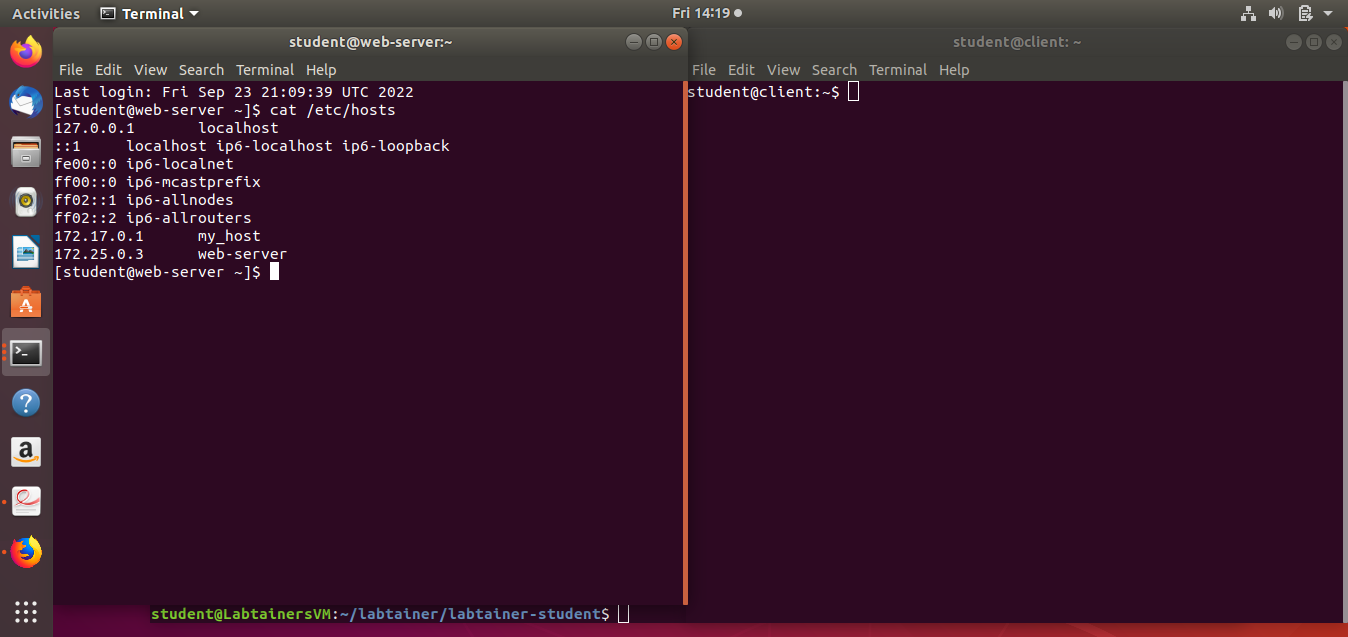 Activities Terminal Fri 14:19
student@web-server:~
File Edit View Search Terminal Help
Last login: Fri Sep 23 21:09:39 UTC 2022
[student@web-server ~]$ cat /etc/hosts
127.0.0.1       localhost
::1     localhost ip6-localhost ip6-loopback
fe00::0 ip6-localnet
ff00::0 ip6-mcastprefix
ff02::1 ip6-allnodes
ff02::2 ip6-allrouters
172.17.0.1      my_host
172.25.0.3      web-server
[student@web-server ~]$
student@client: ~
File Edit View Search Terminal Help
student@client:~$
student@LabtainersVM:~/labtainer/labtainer-student$